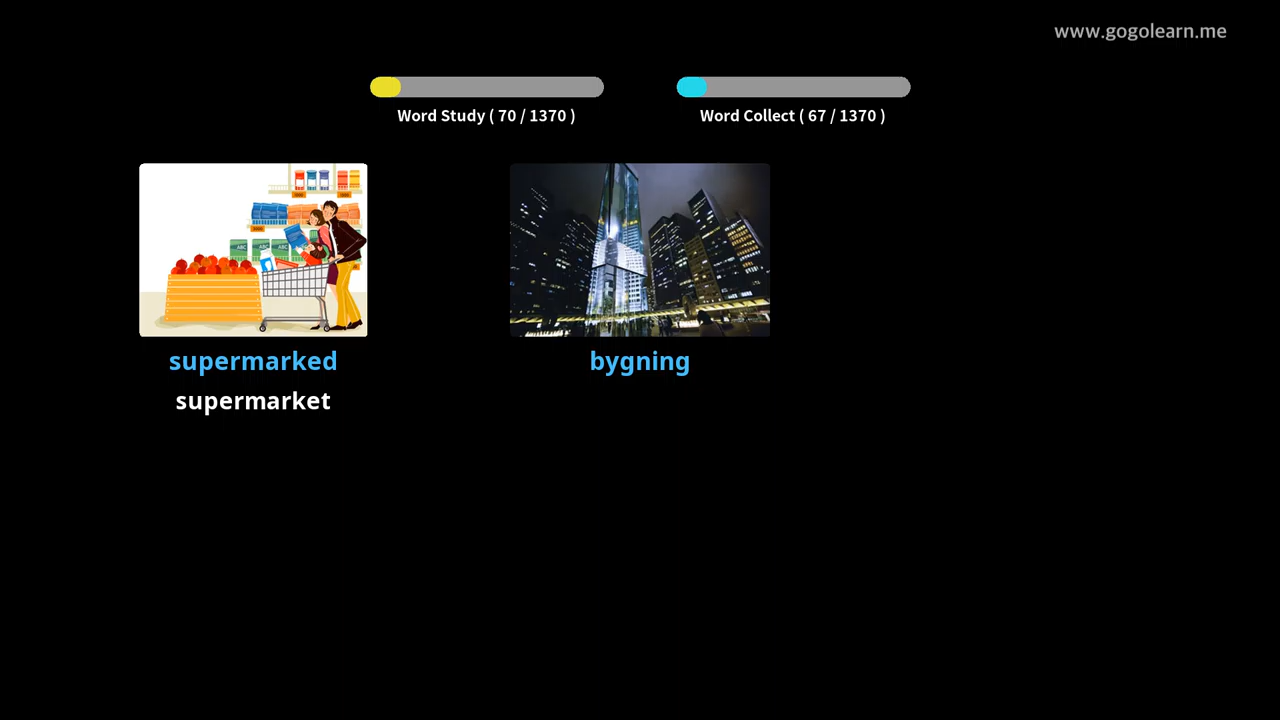 www.gogolearn.me
Word Study ( 70 / 1370 )
Word Collect ( 67 / 1370 )
supermarked
supermarket
bygning